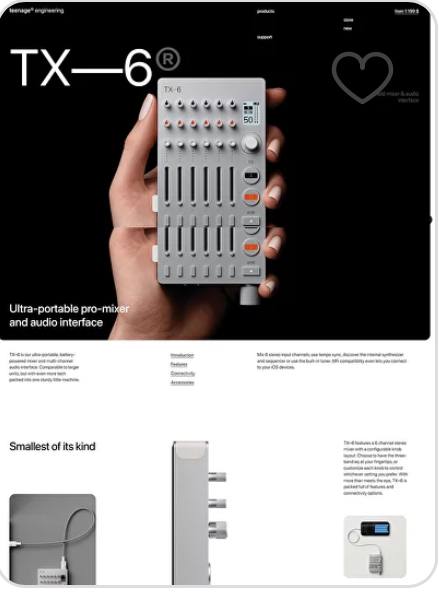 teenage® engineering
products
store
new
support
from 1 199 $
TX—6®
mixer & audio
interface
TX-6
50
Ultra-portable pro-mixer
and audio interface
TX–6 is our ultra-portable, battery-
powered mixer and multi-channel
audio interface. Comparable to larger
units, but with even more tech
packed into one sturdy little machine.
Introduction
Features
Connectivity
Accessories
Mix 6 stereo input channels, use tempo sync, discover the internal synthesizer
and sequencer or use the built-in tuner. MFi compatibility even lets you connect
to your iOS devices.
Smallest of its kind
TX–6 features a 6 channel stereo
mixer with a configurable knob
layout. Choose to have the three-
band eq at your fingertips, or
customize each knob to control
whichever setting you prefer. With
more than meets the eye, TX–6 is
packed full of features and
connectivity options.